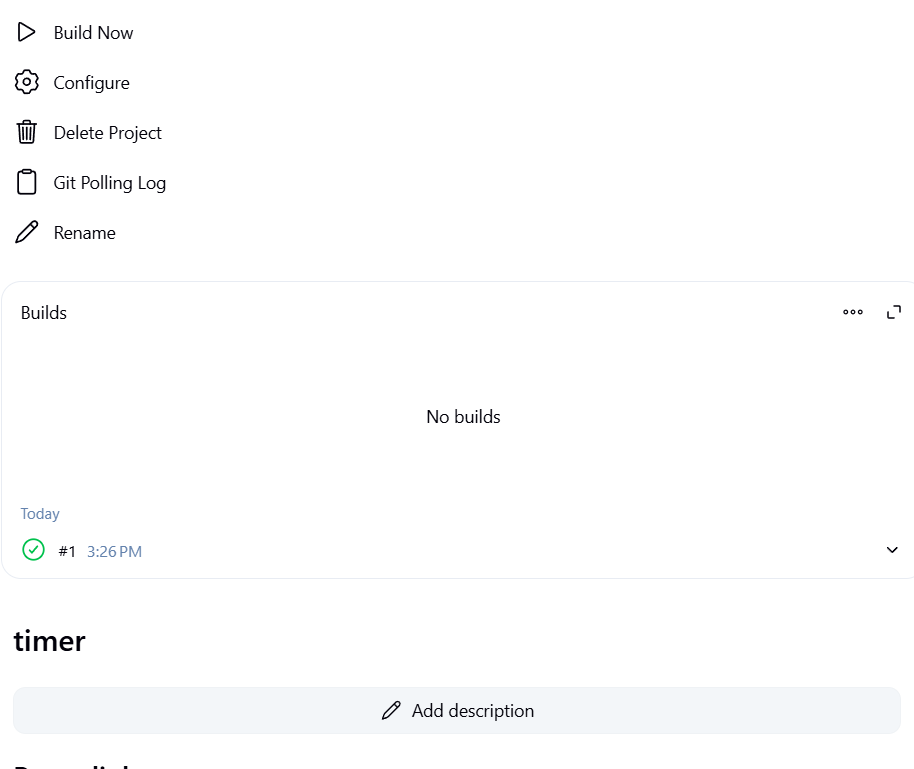 Build Now
Configure
Delete Project
Git Polling Log
Rename
Builds
No builds
Today
#1 3:26 PM
timer
Add description